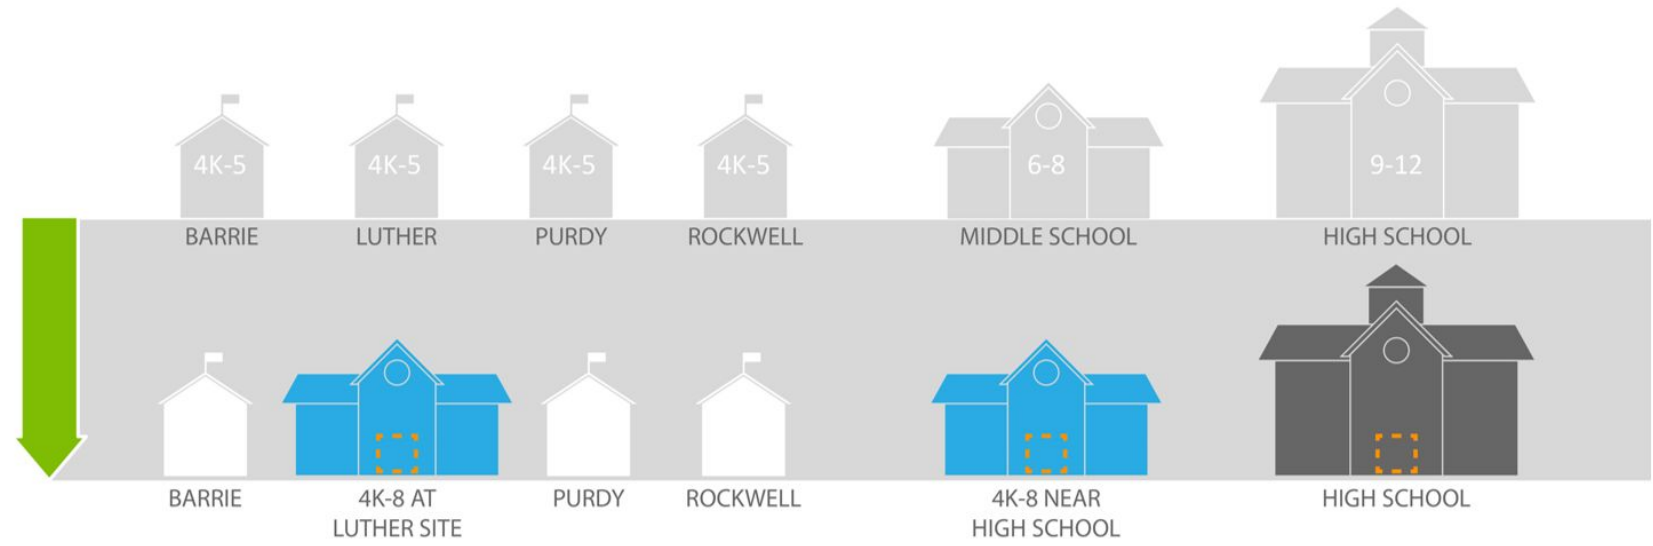 4K-5
4K-5
4K-5
4K-5
6-8
9-12
BARRIE
LUTHER
PURDY
ROCKWELL
MIDDLE SCHOOL
HIGH SCHOOL
BARRIE
4K-8 AT
LUTHER SITE
PURDY
ROCKWELL
4K-8 NEAR
HIGH SCHOOL
HIGH SCHOOL